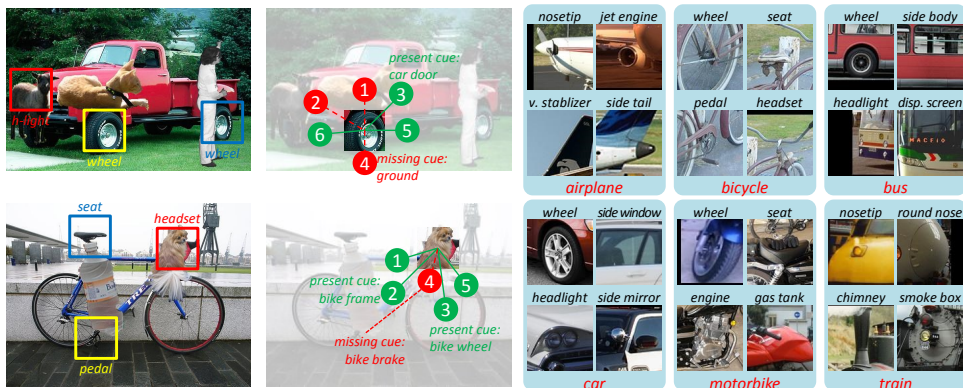 h-light
wheel
wheel
present cue:
car door
1
2
3
6
5
4
missing cue:
ground
nosetip
jet engine
v. stablizer
side tail
airplane
wheel
seat
pedal
headset
bicycle
wheel
side body
headlight
disp. screen
MACFIO
bus
seat
headset
pedal
1
4
2
5
3
present cue:
bike frame
missing cue:
bike brake
present cue:
bike wheel
wheel
side window
headlight
side mirror
car
wheel
seat
engine
gas tank
motorbike
nosetip
round nose
chimney
smoke box
train